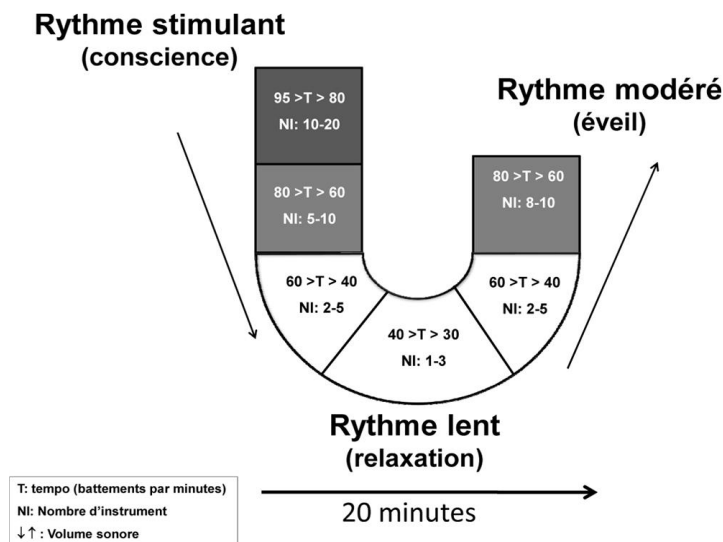 Rythme stimulant
(conscience)
95 >T > 80
NI: 10-20
80 >T > 60
NI: 5-10
60 >T > 40
NI: 2-5
40 >T > 30
NI: 1-3
60 >T > 40
NI: 2-5
80 >T > 60
NI: 8-10
Rythme modéré
(éveil)
Rythme lent
(relaxation)
20 minutes
T: tempo (battements par minutes)
NI: Nombre d'instrument
↓↑ : Volume sonore